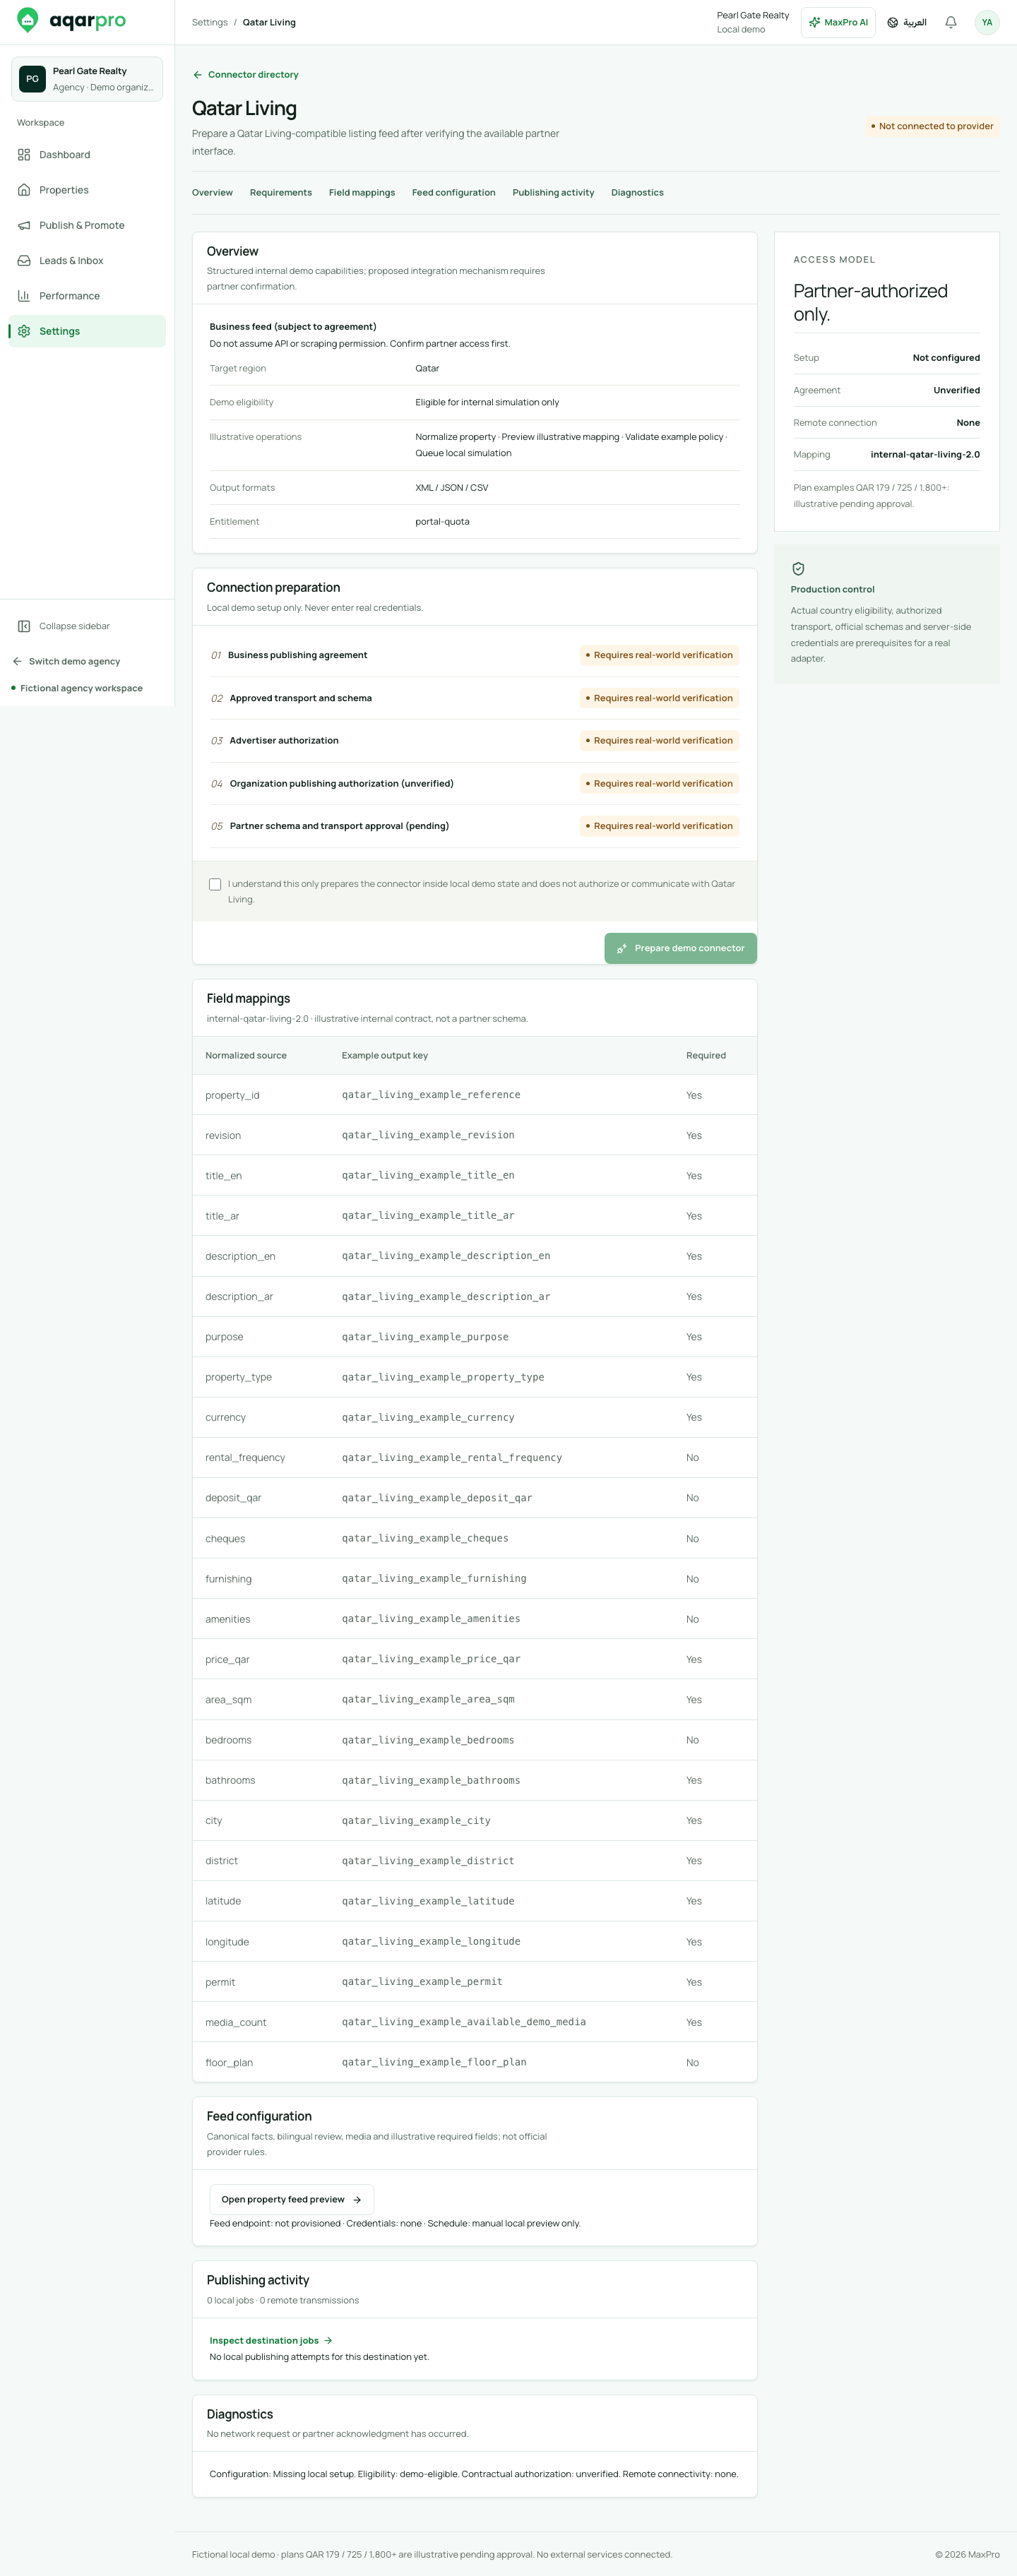 aqarpro
Settings / Qatar Living
Pearl Gate Realty
Local demo
MaxPro AI
العربية
YA
PG
Pearl Gate Realty
Agency · Demo organiz...
Workspace
Dashboard
Properties
Publish & Promote
Leads & Inbox
Performance
Settings
Collapse sidebar
Switch demo agency
Fictional agency workspace
Connector directory
Qatar Living
Prepare a Qatar Living-compatible listing feed after verifying the available partner
interface.
Not connected to provider
Overview Requirements Field mappings Feed configuration Publishing activity Diagnostics
Overview
Structured internal demo capabilities; proposed integration mechanism requires
partner confirmation.
Business feed (subject to agreement)
Do not assume API or scraping permission. Confirm partner access first.
Target region Qatar
Demo eligibility Eligible for internal simulation only
Illustrative operations Normalize property · Preview illustrative mapping · Validate example policy ·
Queue local simulation
Output formats XML / JSON / CSV
Entitlement portal-quota
ACCESS MODEL
Partner-authorized
only.
Setup Not configured
Agreement Unverified
Remote connection None
Mapping internal-qatar-living-2.0
Plan examples QAR 179 / 725 / 1,800+:
illustrative pending approval.
Production control
Actual country eligibility, authorized
transport, official schemas and server-side
credentials are prerequisites for a real
adapter.
Connection preparation
Local demo setup only. Never enter real credentials.
01 Business publishing agreement Requires real-world verification
02 Approved transport and schema Requires real-world verification
03 Advertiser authorization Requires real-world verification
04 Organization publishing authorization (unverified) Requires real-world verification
05 Partner schema and transport approval (pending) Requires real-world verification
I understand this only prepares the connector inside local demo state and does not authorize or communicate with Qatar
Living.
Prepare demo connector
Field mappings
internal-qatar-living-2.0 · illustrative internal contract, not a partner schema.
Normalized source Example output key Required
property_id qatar_living_example_reference Yes
revision qatar_living_example_revision Yes
title_en qatar_living_example_title_en Yes
title_ar qatar_living_example_title_ar Yes
description_en qatar_living_example_description_en Yes
description_ar qatar_living_example_description_ar Yes
purpose qatar_living_example_purpose Yes
property_type qatar_living_example_property_type Yes
currency qatar_living_example_currency Yes
rental_frequency qatar_living_example_rental_frequency No
deposit_qar qatar_living_example_deposit_qar No
cheques qatar_living_example_cheques No
furnishing qatar_living_example_furnishing No
amenities qatar_living_example_amenities No
price_qar qatar_living_example_price_qar Yes
area_sqm qatar_living_example_area_sqm Yes
bedrooms qatar_living_example_bedrooms No
bathrooms qatar_living_example_bathrooms Yes
city qatar_living_example_city Yes
district qatar_living_example_district Yes
latitude qatar_living_example_latitude Yes
longitude qatar_living_example_longitude Yes
permit qatar_living_example_permit Yes
media_count qatar_living_example_available_demo_media Yes
floor_plan qatar_living_example_floor_plan No
Feed configuration
Canonical facts, bilingual review, media and illustrative required fields; not official
provider rules.
Open property feed preview
Feed endpoint: not provisioned · Credentials: none · Schedule: manual local preview only.
Publishing activity
0 local jobs · 0 remote transmissions
Inspect destination jobs
No local publishing attempts for this destination yet.
Diagnostics
No network request or partner acknowledgment has occurred.
Configuration: Missing local setup. Eligibility: demo-eligible. Contractual authorization: unverified. Remote connectivity: none.
Fictional local demo · plans QAR 179 / 725 / 1,800+ are illustrative pending approval. No external services connected.
© 2026 MaxPro